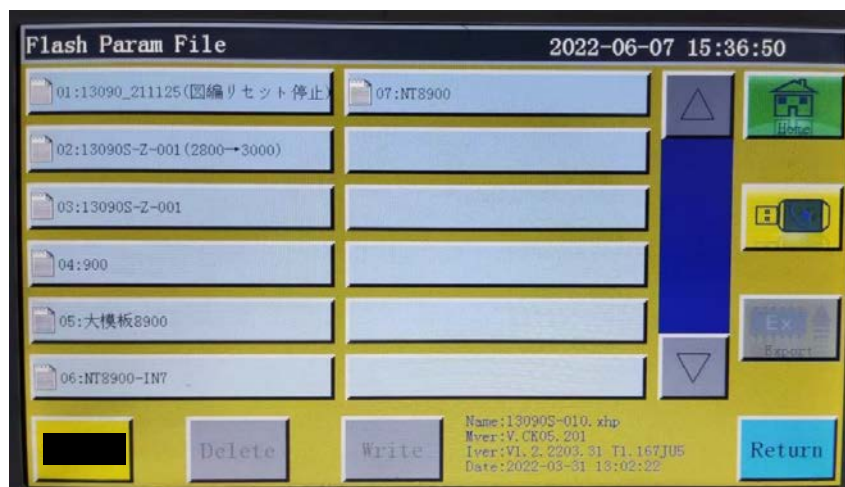 Flash Param File
2022-06-07 15:36:50
01:13090_211125(図編リセット停止)
07:NT8900
Home
02:13090S-Z-001(2800→3000)
03:13090S-Z-001
04:900
05:大模板8900
Ex
Export
06:NT8900-IN7
Delete
Write
Name:13090S-010.xhp
Mver:V.CK05.201
Iver:V1.2.2203.31 T1.167JU5
Date:2022-03-31 13:02:22
Return